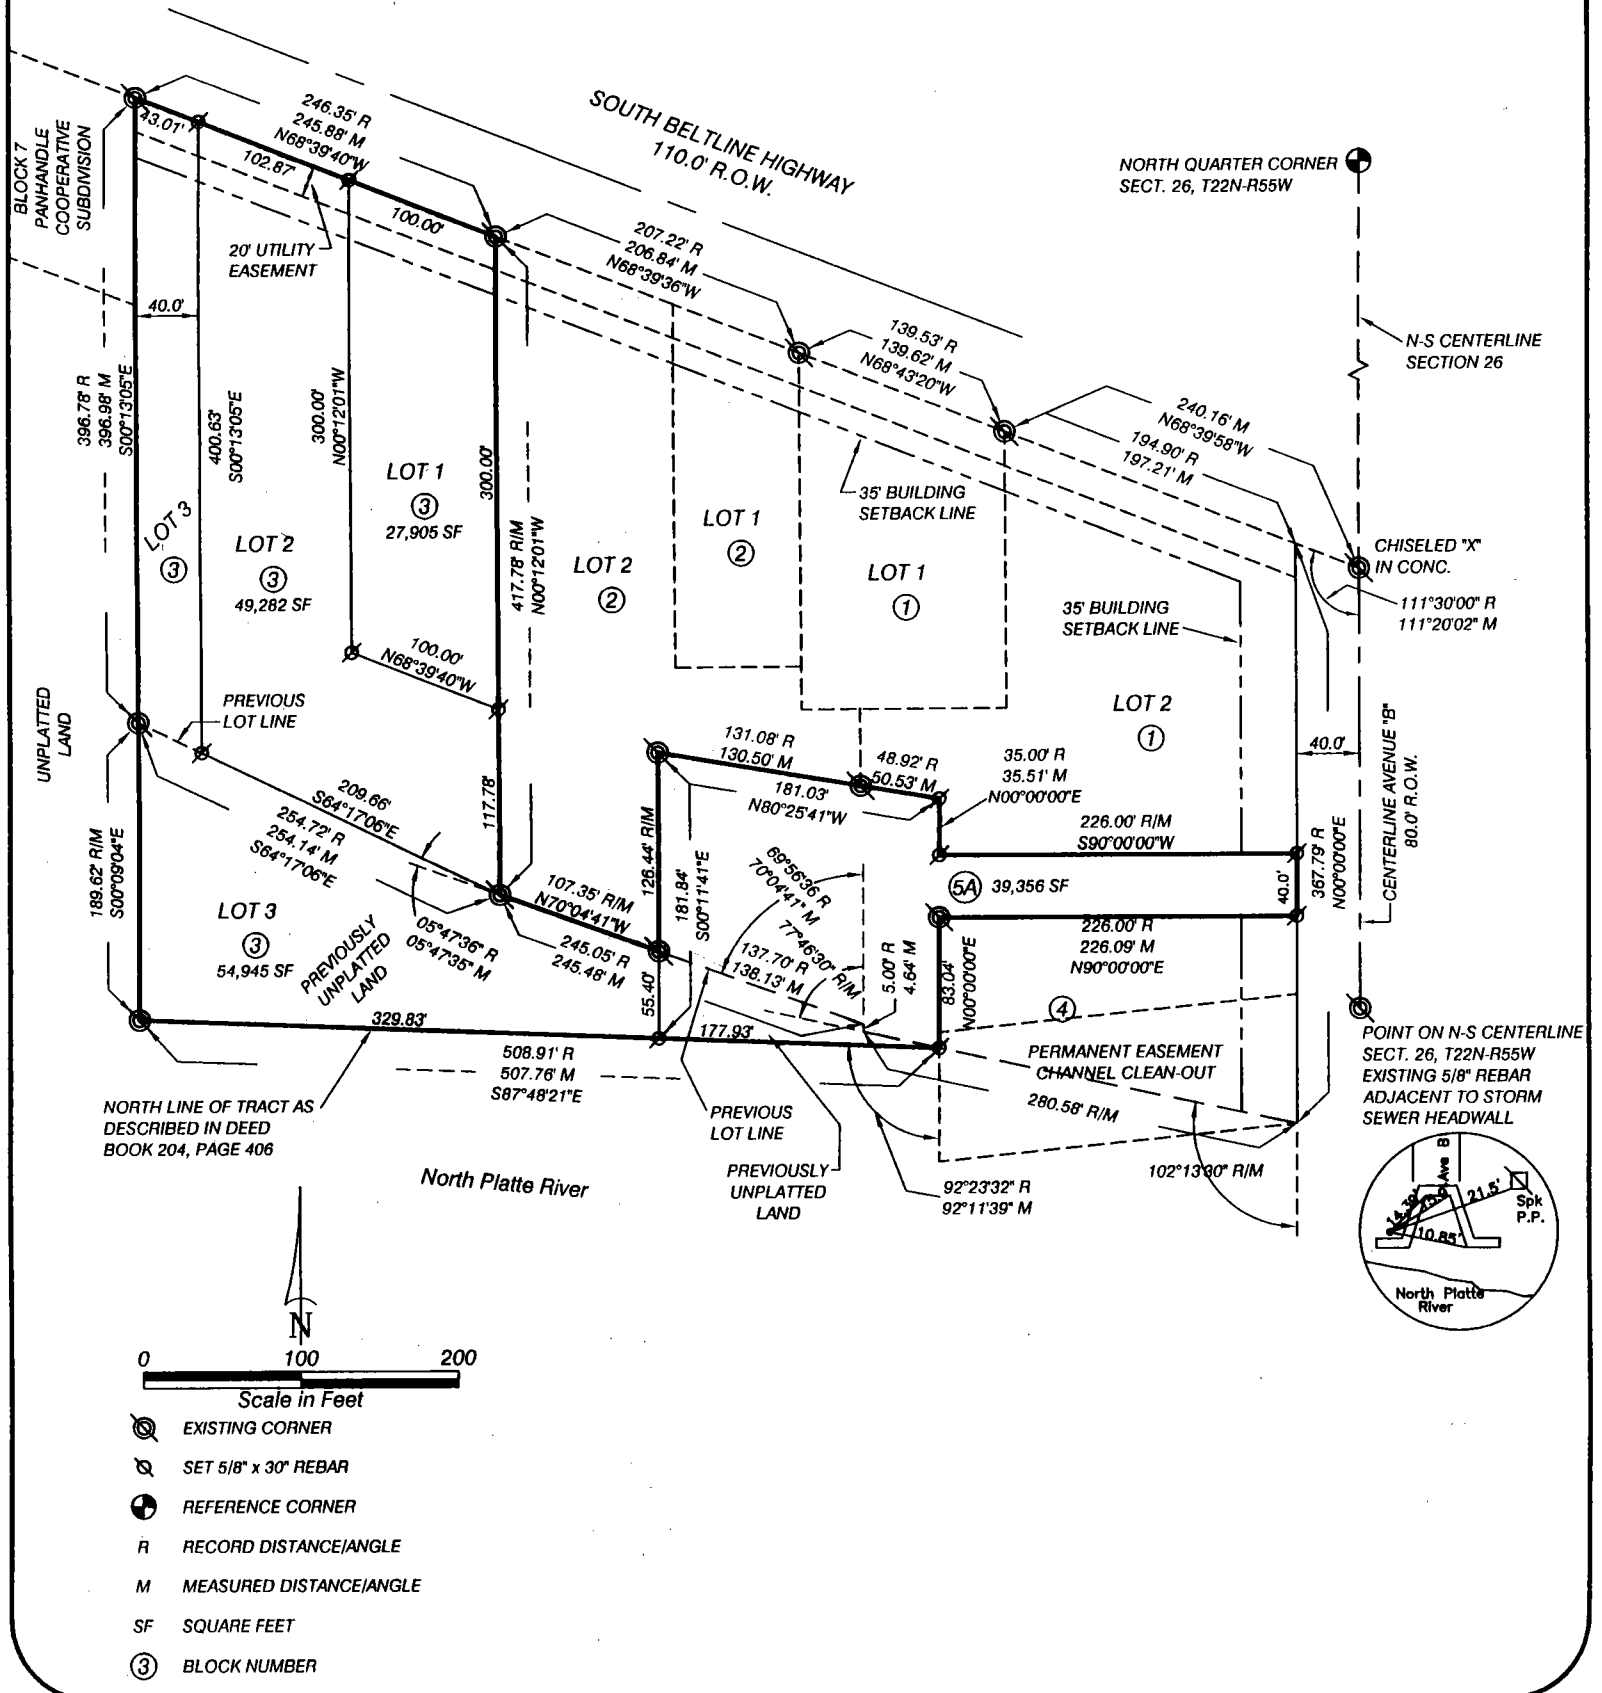 SOUTH BELTLINE HIGHWAY
110.0' R.O.W.
BLOCK 7
PANHANDLE
COOPERATIVE
SUBDIVISION
43.01'
246.35' R
245.88' M
N68°39'40"W
102.87'
100.00'
20' UTILITY
EASEMENT
207.22' R
206.84' M
N68°39'36"W
139.53' R
139.62' M
N68°43'20"W
240.16' M
N68°39'58"W
194.90' R
197.21' M
NORTH QUARTER CORNER
SECT. 26, T22N-R55W
N-S CENTERLINE
SECTION 26
CHISELED "X"
IN CONC.
111°30'00" R
111°20'02" M
40.0'
396.78' R
396.98' M
S00°13'05"E
400.63'
S00°13'05"E
300.00'
N00°12'01"W
300.00'
417.78' R/M
N00°12'01"W
LOT 3
3
LOT 2
3
49,282 SF
LOT 1
3
27,905 SF
LOT 2
2
LOT 1
2
LOT 1
1
35' BUILDING
SETBACK LINE
35' BUILDING
SETBACK LINE
LOT 2
1
100.00'
N68°39'40"W
UNPLATTED
LAND
PREVIOUS
LOT LINE
117.78'
209.66'
S64°17'06"E
254.72' R
254.14' M
S64°17'06"E
189.62' R/M
S00°09'04"E
131.08' R
130.50' M
48.92' R
50.53' M
181.03'
N80°25'41"W
35.00' R
35.51' M
N00°00'00"E
40.0'
226.00' R/M
S90°00'00"W
5A
39,356 SF
40.0'
367.79' R
N00°00'00"E
CENTERLINE AVENUE "B"
80.0' R.O.W.
226.00' R
226.09' M
N90°00'00"E
126.44' R/M
181.84'
S00°11'41"E
107.35' R/M
N70°04'41"W
245.05' R
245.48' M
05°47'36" R
05°47'35" M
69°56'36 R
70°04'41" M
77°46'30" R/M
137.70' R
138.13' M
5.00' R
4.64' M
83.04'
N00°00'00"E
LOT 3
3
54,945 SF
PREVIOUSLY
UNPLATTED
LAND
55.40'
329.83'
177.93'
508.91' R
507.76' M
S87°48'21"E
4
PERMANENT EASEMENT
CHANNEL CLEAN-OUT
280.58' R/M
102°13'30" R/M
POINT ON N-S CENTERLINE
SECT. 26, T22N-R55W
EXISTING 5/8" REBAR
ADJACENT TO STORM
SEWER HEADWALL
NORTH LINE OF TRACT AS
DESCRIBED IN DEED
BOOK 204, PAGE 406
PREVIOUS
LOT LINE
PREVIOUSLY
UNPLATTED
LAND
92°23'32" R
92°11'39" M
North Platte River
Ave B
21.5'
10.85'
Spk
P.P.
North Platte
River
N
0 100 200
Scale in Feet
EXISTING CORNER
SET 5/8" x 30" REBAR
REFERENCE CORNER
R RECORD DISTANCE/ANGLE
M MEASURED DISTANCE/ANGLE
SF SQUARE FEET
3 BLOCK NUMBER